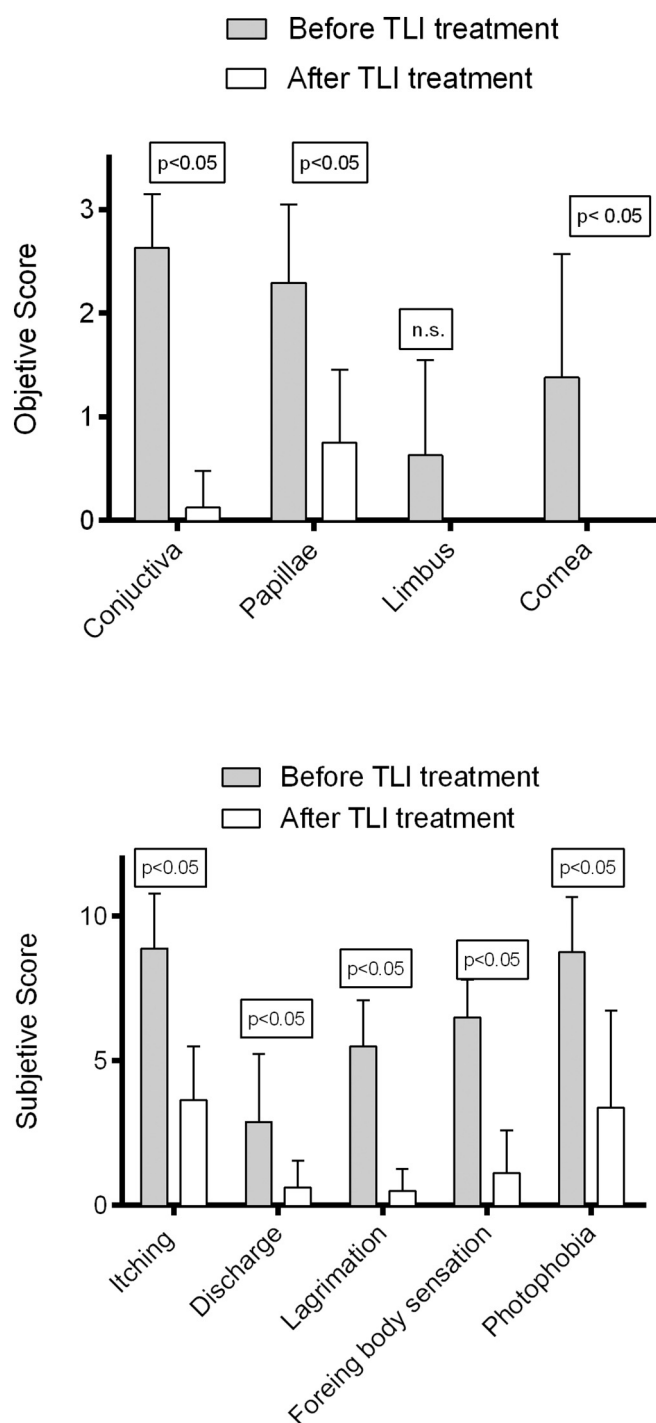 Before TLI treatment
After TLI treatment
p<0.05
p<0.05
p< 0.05
n.s.
3
2
1
0
Objetive Score
Conjuctiva
Papillae
Limbus
Cornea
Before TLI treatment
After TLI treatment
p<0.05
p<0.05
p<0.05
p<0.05
p<0.05
10
5
0
Subjetive Score
Itching
Discharge
Lagrimation
Foreing body sensation
Photophobia